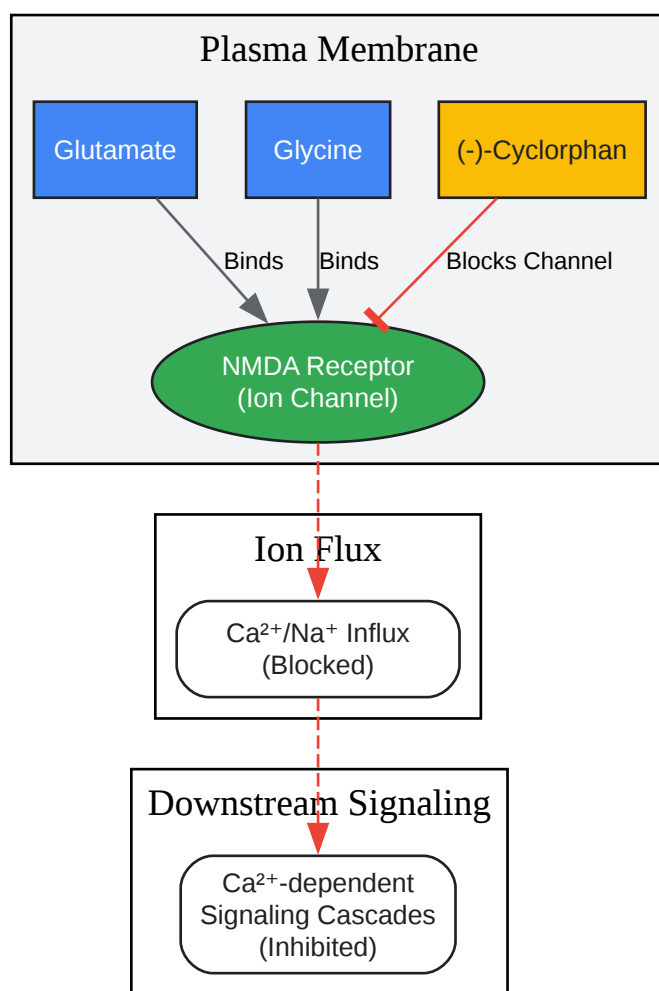 Plasma Membrane
Glutamate
Glycine
(-)-Cyclorphan
Binds
Binds
Blocks Channel
NMDA Receptor
(Ion Channel)
Ion Flux
Ca²⁺/Na⁺ Influx
(Blocked)
Downstream Signaling
Ca²⁺-dependent
Signaling Cascades
(Inhibited)